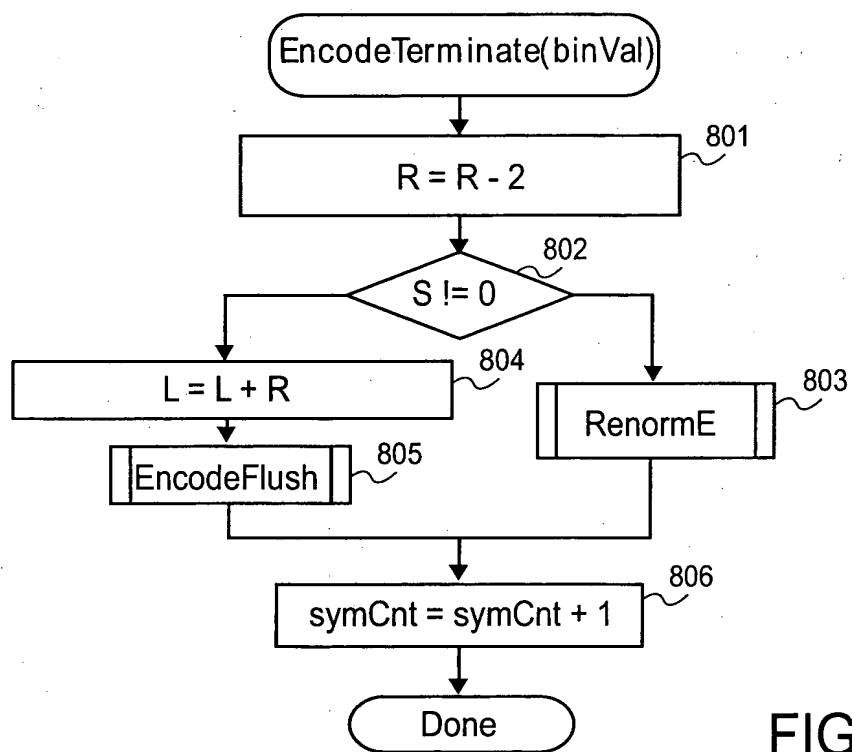 EncodeTerminate(binVal)
801
R = R - 2
802
S != 0
804
L = L + R
803
RenormE
805
EncodeFlush
806
symCnt = symCnt + 1
Done
FIG